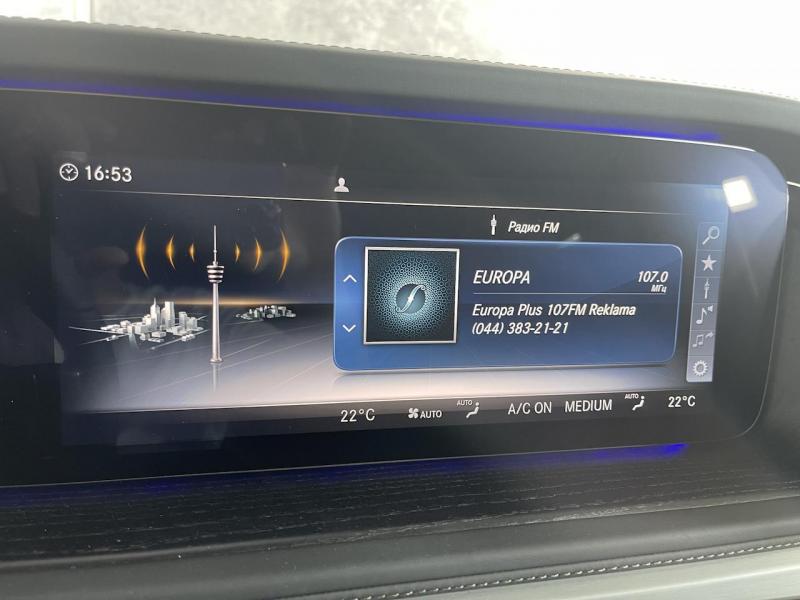 16:53
Радио FM
EUROPA 107.0
МГц
Europa Plus 107FM Reklama
(044) 383-21-21
22°C AUTO AUTO A/C ON MEDIUM AUTO 22°C